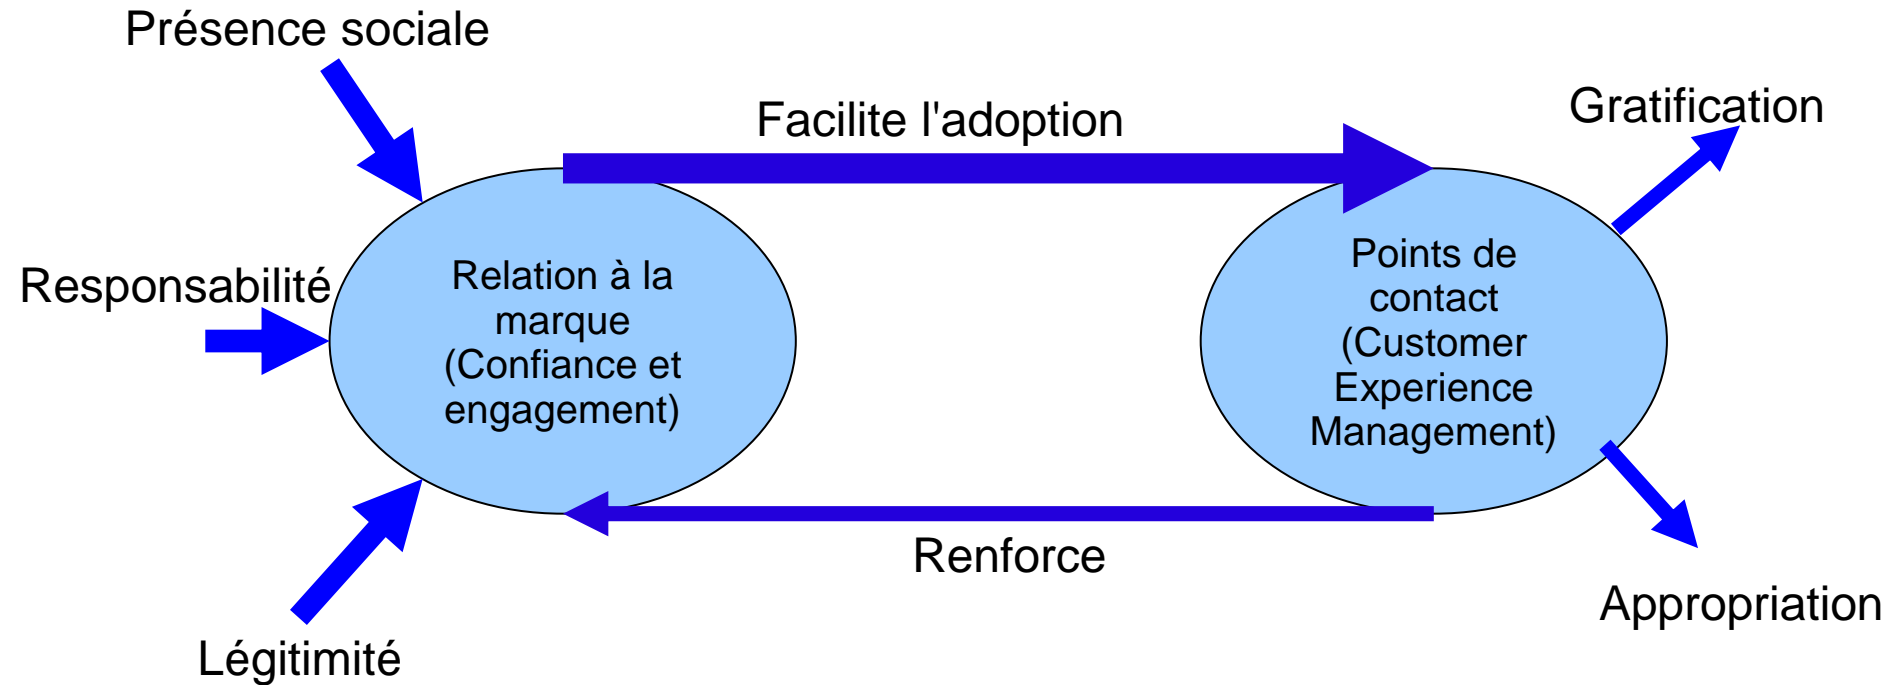 Présence sociale
Facilite l'adoption
Gratification
Responsabilité
Relation à la
marque
(Confiance et
engagement)
Points de
contact
(Customer
Experience
Management)
Renforce
Appropriation
Légitimité